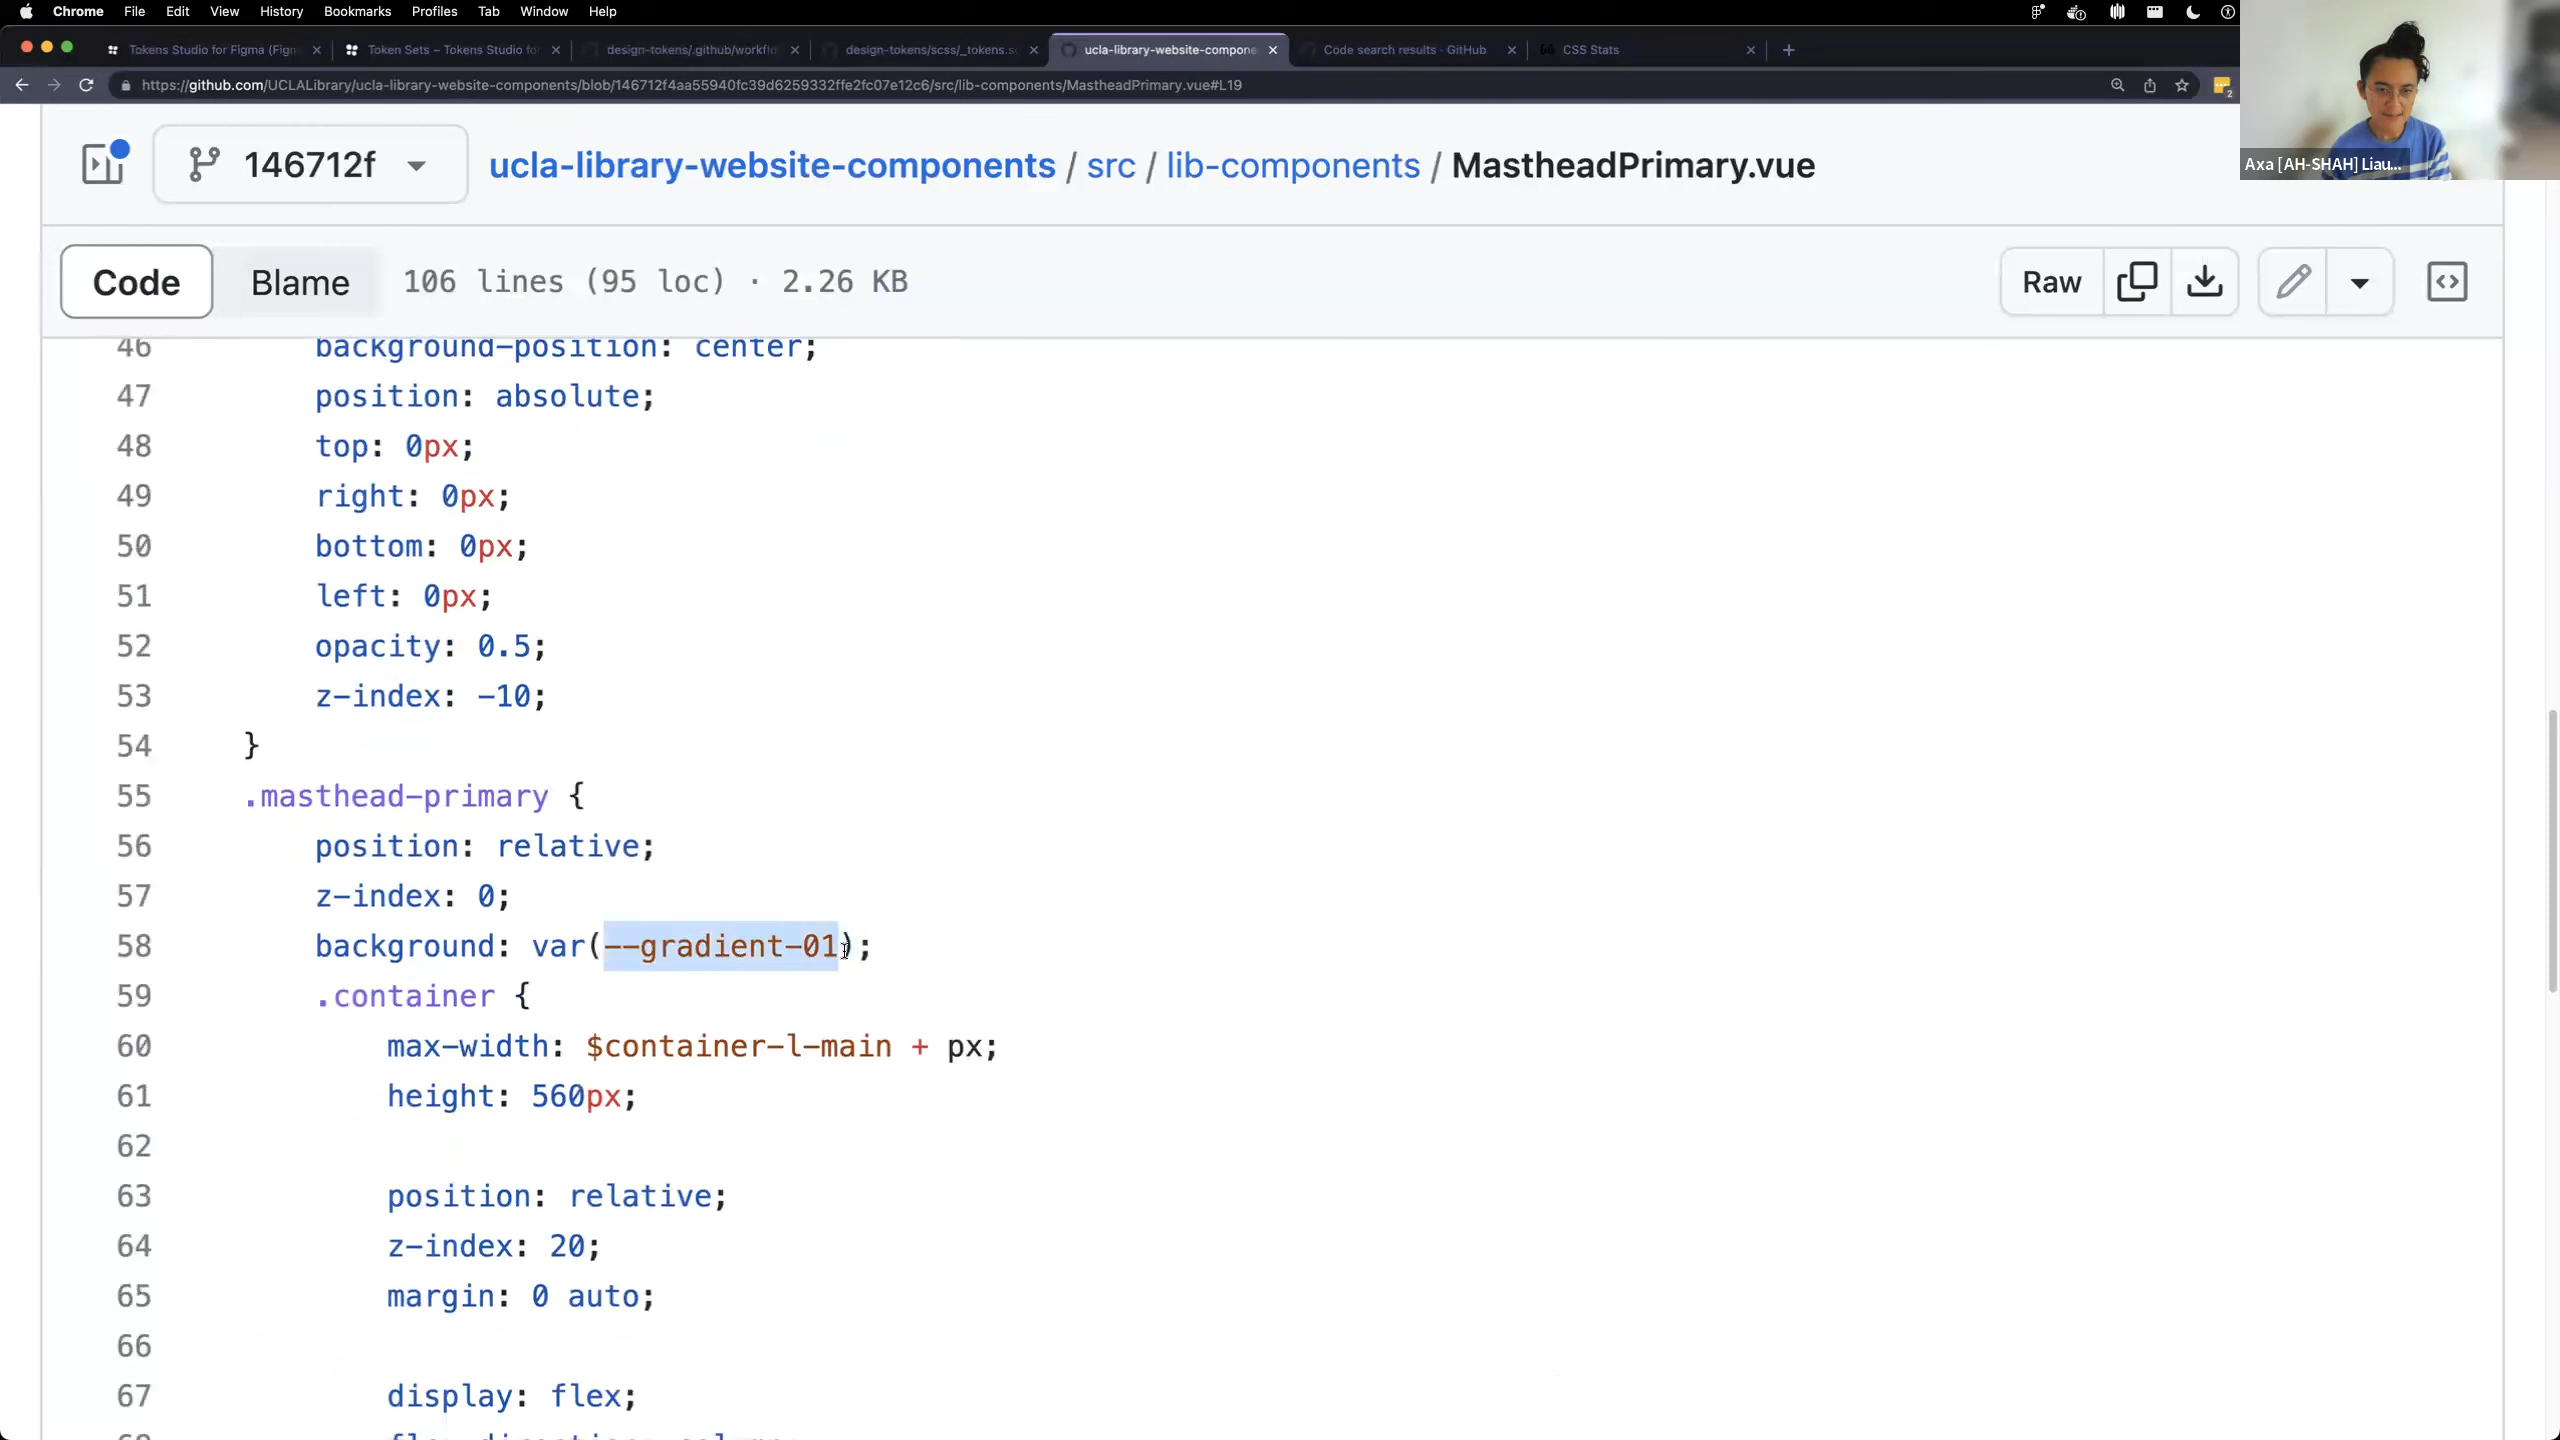 Chrome File Edit View History Bookmarks Profiles Tab Window Help
Tokens Studio for Figma (Figm
Token Sets – Tokens Studio for
design-tokens/.github/workflo
design-tokens/scss/_tokens.sc
ucla-library-website-compone
Code search results · GitHub
CSS Stats
https://github.com/UCLALibrary/ucla-library-website-components/blob/146712f4aa55940fc39d6259332ffe2fc07e12c6/src/lib-components/MastheadPrimary.vue#L19
2
Axa [AH-SHAH] Liau...
146712f
ucla-library-website-components / src / lib-components / MastheadPrimary.vue
Code Blame 106 lines (95 loc) · 2.26 KB Raw
46 background-position: center;
47 position: absolute;
48 top: 0px;
49 right: 0px;
50 bottom: 0px;
51 left: 0px;
52 opacity: 0.5;
53 z-index: -10;
54 }
55 .masthead-primary {
56 position: relative;
57 z-index: 0;
58 background: var(--gradient-01);
59 .container {
60 max-width: $container-l-main + px;
61 height: 560px;
62
63 position: relative;
64 z-index: 20;
65 margin: 0 auto;
66
67 display: flex;